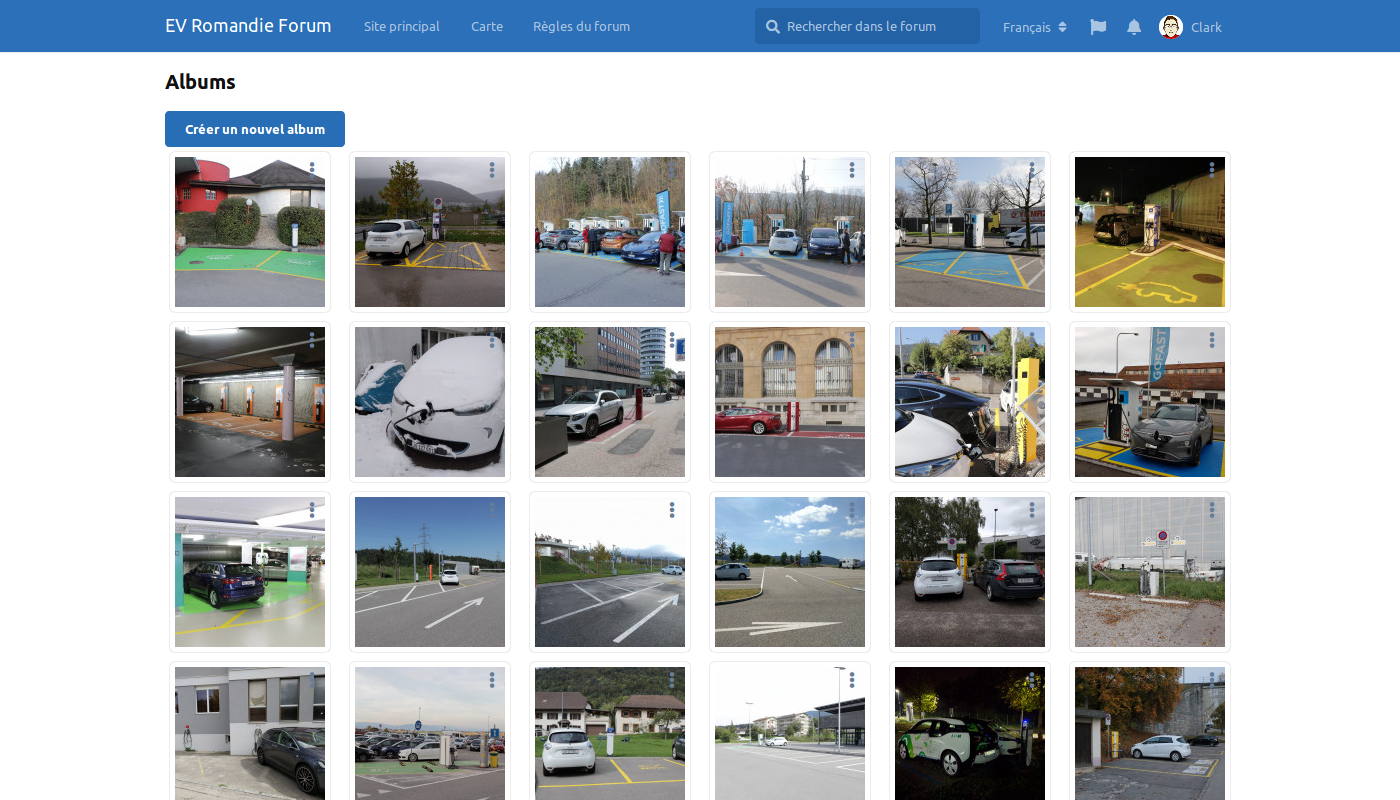 EV Romandie Forum
Site principal
Carte
Règles du forum
Rechercher dans le forum
Français
Clark
Albums
Créer un nouvel album
GOFAST